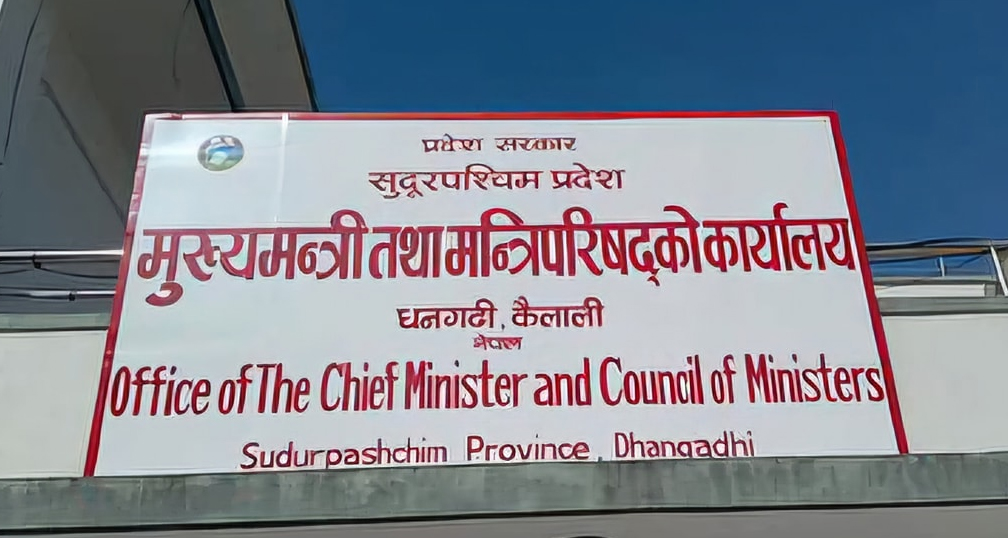 प्रदेश सरकार
सुदूरपश्चिम प्रदेश
मुख्यमन्त्री तथा मन्त्रिपरिषद्को कार्यालय
धनगढी, कैलाली
नेपाल
Office of The Chief Minister and Council of Ministers
Sudurpashchim Province, Dhangadhi